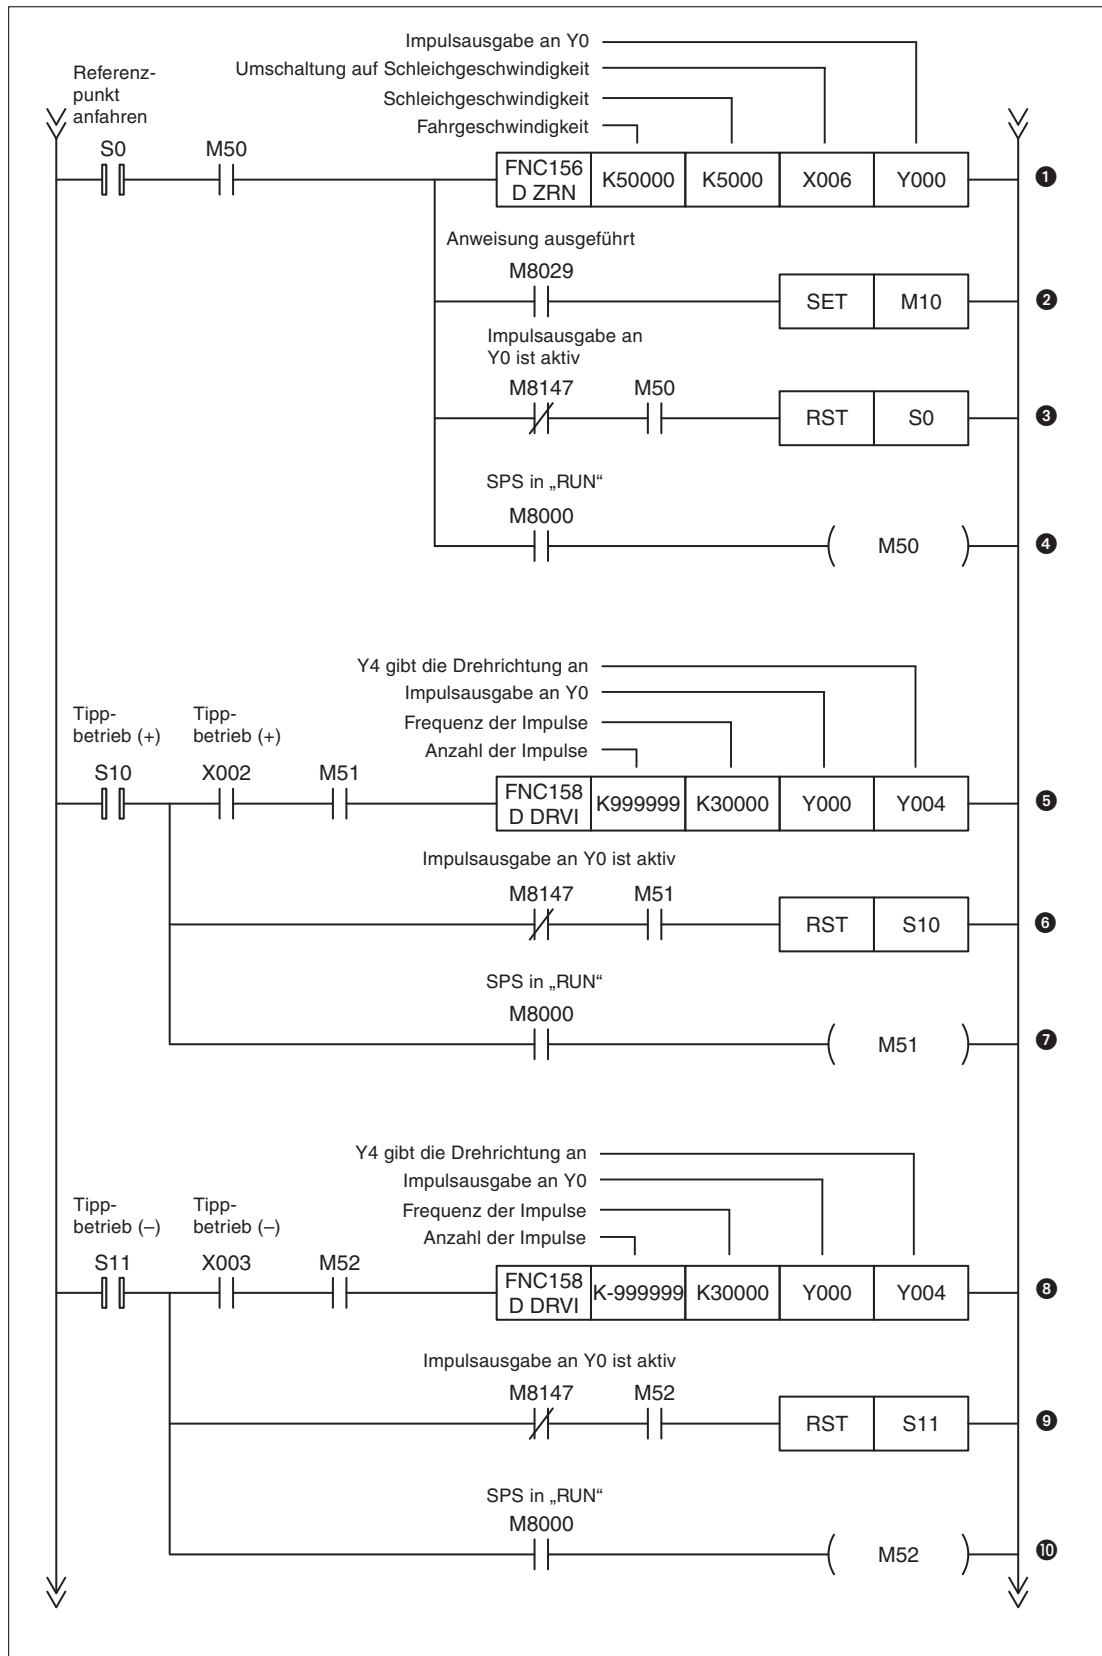 Impulsausgabe an Y0
Umschaltung auf Schleichgeschwindigkeit
Schleichgeschwindigkeit
Fahrgeschwindigkeit
Referenz-
punkt
anfahren
S0 M50
FNC156
D ZRN
K50000 K5000 X006 Y000
❶
Anweisung ausgeführt
M8029
SET M10
❷
Impulsausgabe an
Y0 ist aktiv
M8147 M50
RST S0
❸
SPS in „RUN“
M8000
M50
❹
Y4 gibt die Drehrichtung an
Impulsausgabe an Y0
Frequenz der Impulse
Anzahl der Impulse
Tipp-
betrieb (+)
Tipp-
betrieb (+)
S10 X002 M51
FNC158
D DRVI
K999999 K30000 Y000 Y004
❺
Impulsausgabe an Y0 ist aktiv
M8147 M51
RST S10
❻
SPS in „RUN“
M8000
M51
❼
Y4 gibt die Drehrichtung an
Impulsausgabe an Y0
Frequenz der Impulse
Anzahl der Impulse
Tipp-
betrieb (–)
Tipp-
betrieb (–)
S11 X003 M52
FNC158
D DRVI
K-999999 K30000 Y000 Y004
❽
Impulsausgabe an Y0 ist aktiv
M8147 M52
RST S11
❾
SPS in „RUN“
M8000
M52
❿